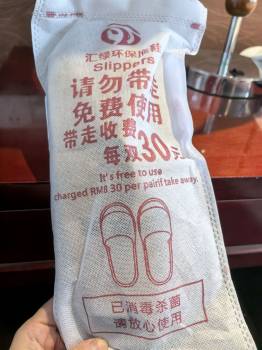 汇绿环保拖鞋
Slippers
请勿带走
免费使用
带走收费
每双30元
It's free to use
charged RMB 30 per pairif take away.
已消毒杀菌
请放心使用